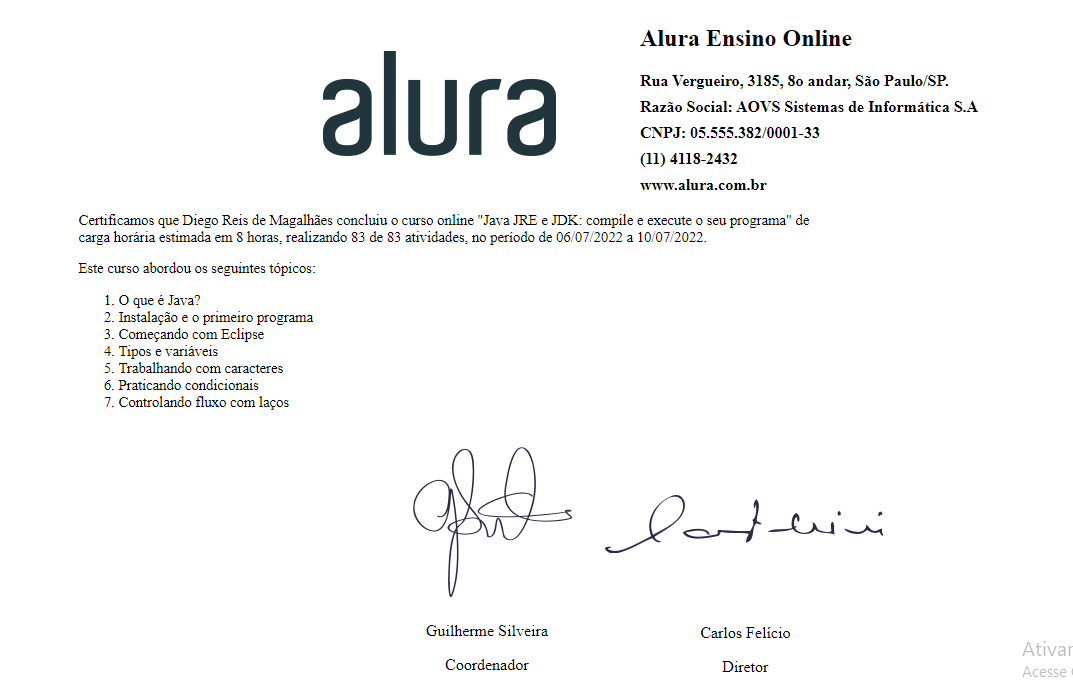 alura
Alura Ensino Online
Rua Vergueiro, 3185, 8o andar, São Paulo/SP.
Razão Social: AOVS Sistemas de Informática S.A
CNPJ: 05.555.382/0001-33
(11) 4118-2432
www.alura.com.br
Certificamos que Diego Reis de Magalhães concluiu o curso online "Java JRE e JDK: compile e execute o seu programa" de
carga horária estimada em 8 horas, realizando 83 de 83 atividades, no período de 06/07/2022 a 10/07/2022.
Este curso abordou os seguintes tópicos:
1. O que é Java?
2. Instalação e o primeiro programa
3. Começando com Eclipse
4. Tipos e variáveis
5. Trabalhando com caracteres
6. Praticando condicionais
7. Controlando fluxo com laços
Guilherme Silveira
Carlos Felício
Coordenador
Diretor
Ativar
Acesse